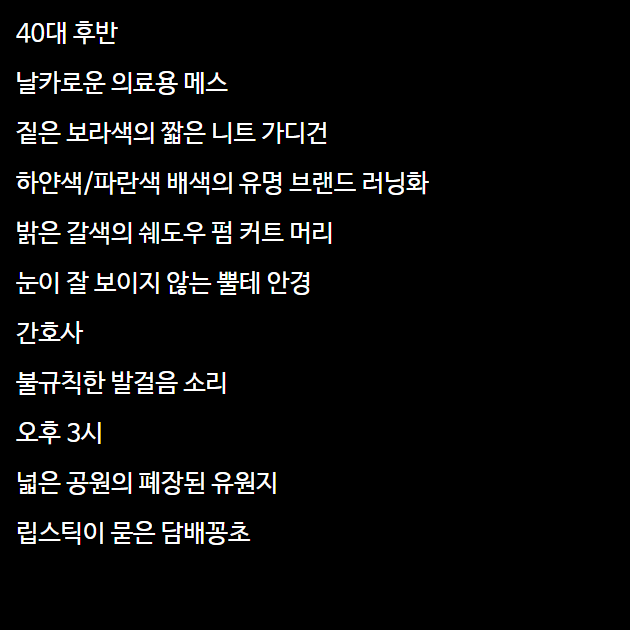 40대 후반
날카로운 의료용 메스
짙은 보라색의 짧은 니트 가디건
하얀색/파란색 배색의 유명 브랜드 러닝화
밝은 갈색의 쉐도우 펌 커트 머리
눈이 잘 보이지 않는 뿔테 안경
간호사
불규칙한 발걸음 소리
오후 3시
넓은 공원의 폐장된 유원지
립스틱이 묻은 담배꽁초